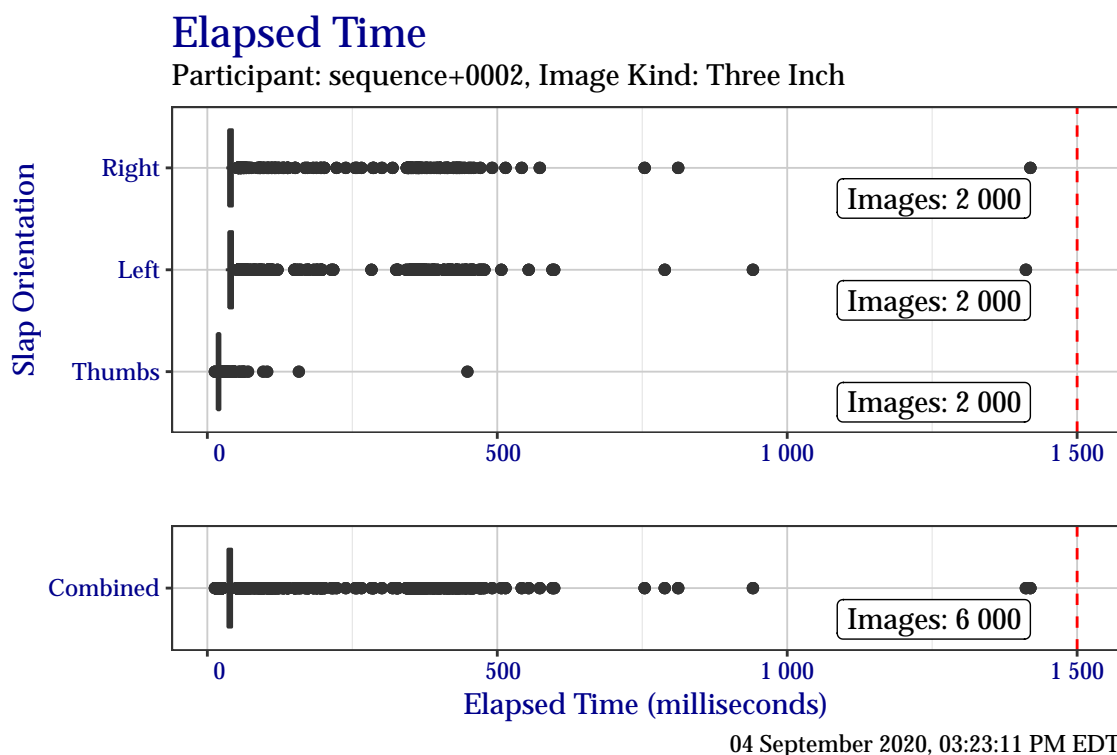 Elapsed Time
Participant: sequence+0002, Image Kind: Three Inch
Slap Orientation
Right
Images: 2 000
Left
Images: 2 000
Thumbs
Images: 2 000
0 500 1 000 1 500
Combined
Images: 6 000
0 500 1 000 1 500
Elapsed Time (milliseconds)
04 September 2020, 03:23:11 PM EDT